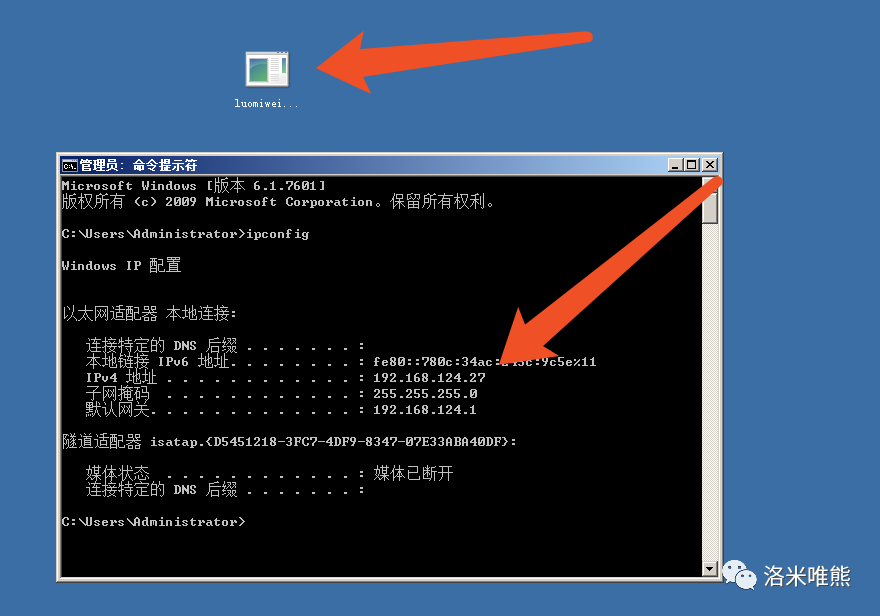 luomiwei...
管理员: 命令提示符
Microsoft Windows [版本 6.1.7601]
版权所有 (c) 2009 Microsoft Corporation。保留所有权利。
C:\Users\Administrator>ipconfig
Windows IP 配置
以太网适配器 本地连接:
连接特定的 DNS 后缀 . . . . . . . :
本地链接 IPv6 地址. . . . . . . . : fe80::780c:34ac: :9c5e%11
IPv4 地址 . . . . . . . . . . . . : 192.168.124.27
子网掩码 . . . . . . . . . . . . : 255.255.255.0
默认网关. . . . . . . . . . . . . : 192.168.124.1
隧道适配器 isatap.{D5451218-3FC7-4DF9-8347-07E33ABA40DF}:
媒体状态 . . . . . . . . . . . . : 媒体已断开
连接特定的 DNS 后缀 . . . . . . . :
C:\Users\Administrator>
洛米唯熊